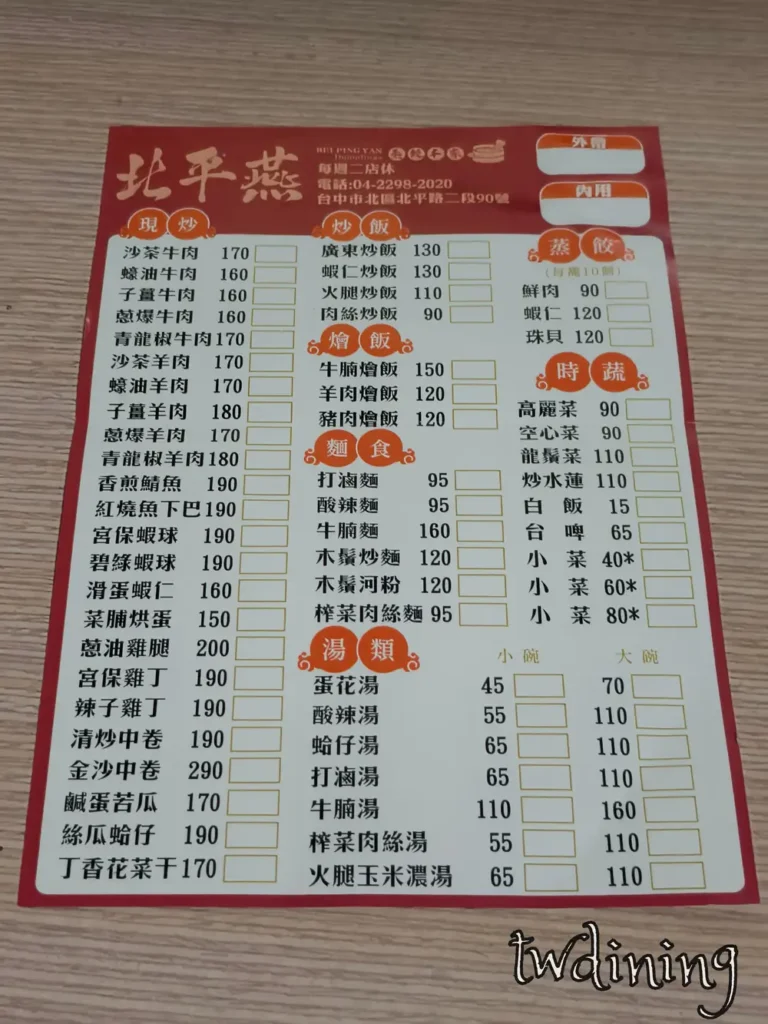 北平燕
BEI PING YAN
蒸餃不家
每週二店休
電話:04-2298-2020
台中市北區北平路二段90號
外帶
內用
現炒
沙茶牛肉 170
蠔油牛肉 160
子薑牛肉 160
蔥爆牛肉 160
青龍椒牛肉 170
沙茶羊肉 170
蠔油羊肉 170
子薑羊肉 180
蔥爆羊肉 170
青龍椒羊肉 180
香煎鯖魚 190
紅燒魚下巴 190
宮保蝦球 190
碧綠蝦球 190
滑蛋蝦仁 160
菜脯烘蛋 150
蔥油雞腿 200
宮保雞丁 190
辣子雞丁 190
清炒中卷 190
金沙中卷 290
鹹蛋苦瓜 170
絲瓜蛤仔 190
丁香花菜干 170
炒飯
廣東炒飯 130
蝦仁炒飯 130
火腿炒飯 110
肉絲炒飯 90
燴飯
牛腩燴飯 150
羊肉燴飯 120
豬肉燴飯 120
麵食
打滷麵 95
酸辣麵 95
牛腩麵 160
木鬚炒麵 120
木鬚河粉 120
榨菜肉絲麵 95
蒸餃
(每籠10個)
鮮肉 90
蝦仁 120
珠貝 120
時蔬
高麗菜 90
空心菜 90
龍鬚菜 110
炒水蓮 110
白飯 15
台啤 65
小菜 40*
小菜 60*
小菜 80*
湯類 小碗 大碗
蛋花湯 45 70
酸辣湯 55 110
蛤仔湯 65 110
打滷湯 65 110
牛腩湯 110 160
榨菜肉絲湯 55 110
火腿玉米濃湯 65 110
twdining